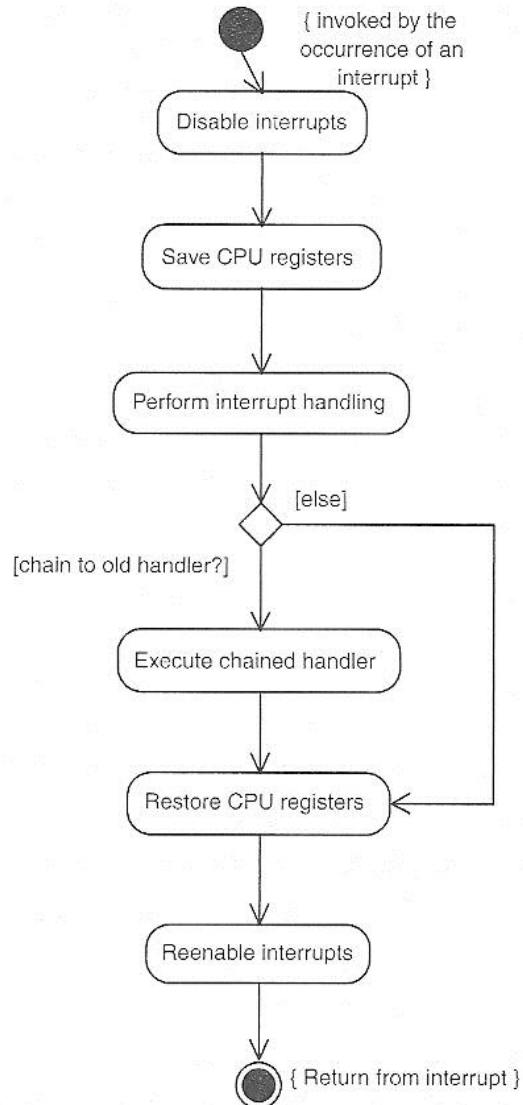 { invoked by the
occurrence of an
interrupt }
Disable interrupts
Save CPU registers
Perform interrupt handling
[else]
[chain to old handler?]
Execute chained handler
Restore CPU registers
Reenable interrupts
{ Return from interrupt }